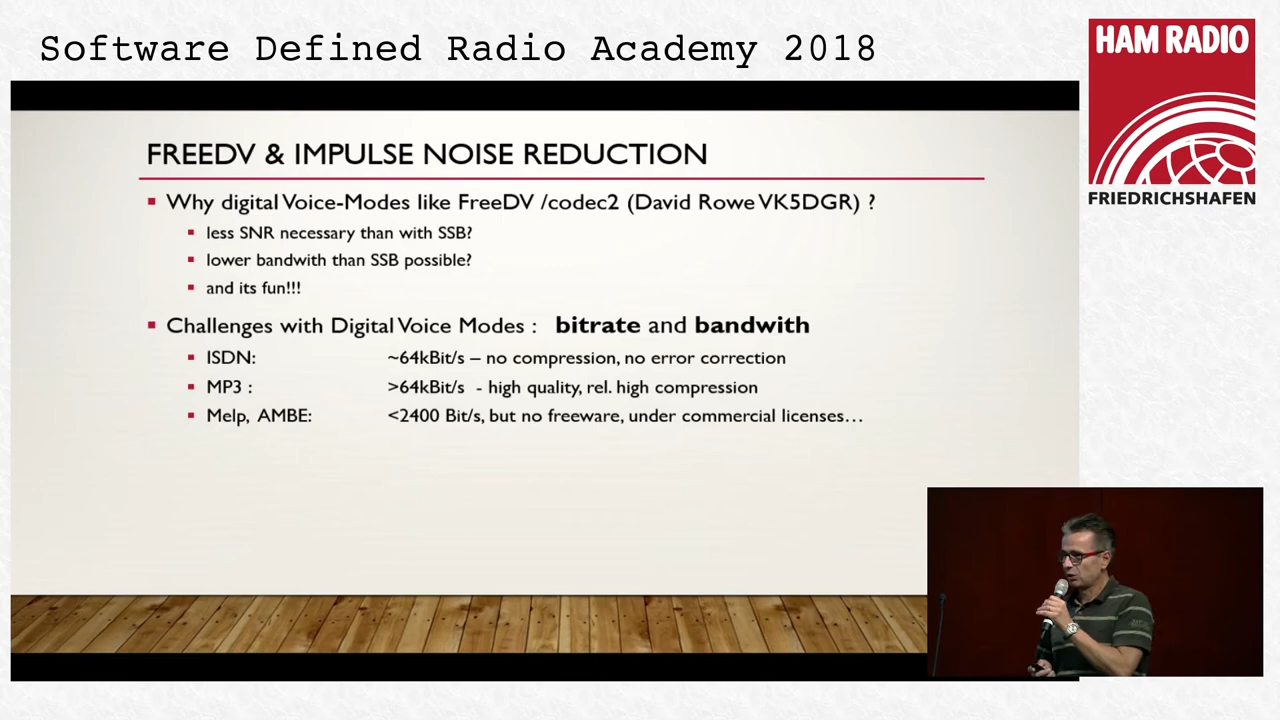 Software Defined Radio Academy 2018
HAM RADIO
FRIEDRICHSHAFEN
FREEDV & IMPULSE NOISE REDUCTION
Why digital Voice-Modes like FreeDV /codec2 (David Rowe VK5DGR) ?
less SNR necessary than with SSB?
lower bandwith than SSB possible?
and its fun!!!
Challenges with Digital Voice Modes : bitrate and bandwith
ISDN: ~64kBit/s – no compression, no error correction
MP3 : >64kBit/s - high quality, rel. high compression
Melp, AMBE: <2400 Bit/s, but no freeware, under commercial licenses…